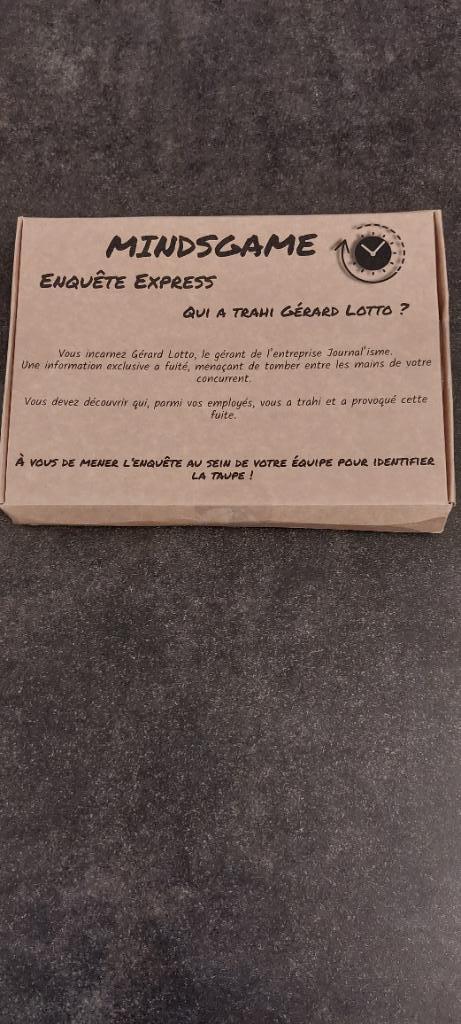 MINDSGAME
ENQUÊTE EXPRESS
QUI A TRAHI GÉRARD LOTTO ?
Vous incarnez Gérard Lotto, le gérant de l'entreprise Journal'isme.
Une information exclusive a fuité, menaçant de tomber entre les mains de votre
concurrent.
Vous devez découvrir qui, parmi vos employés, vous a trahi et a provoqué cette
fuite.
À VOUS DE MENER L'ENQUÊTE AU SEIN DE VOTRE ÉQUIPE POUR IDENTIFIER
LA TAUPE !